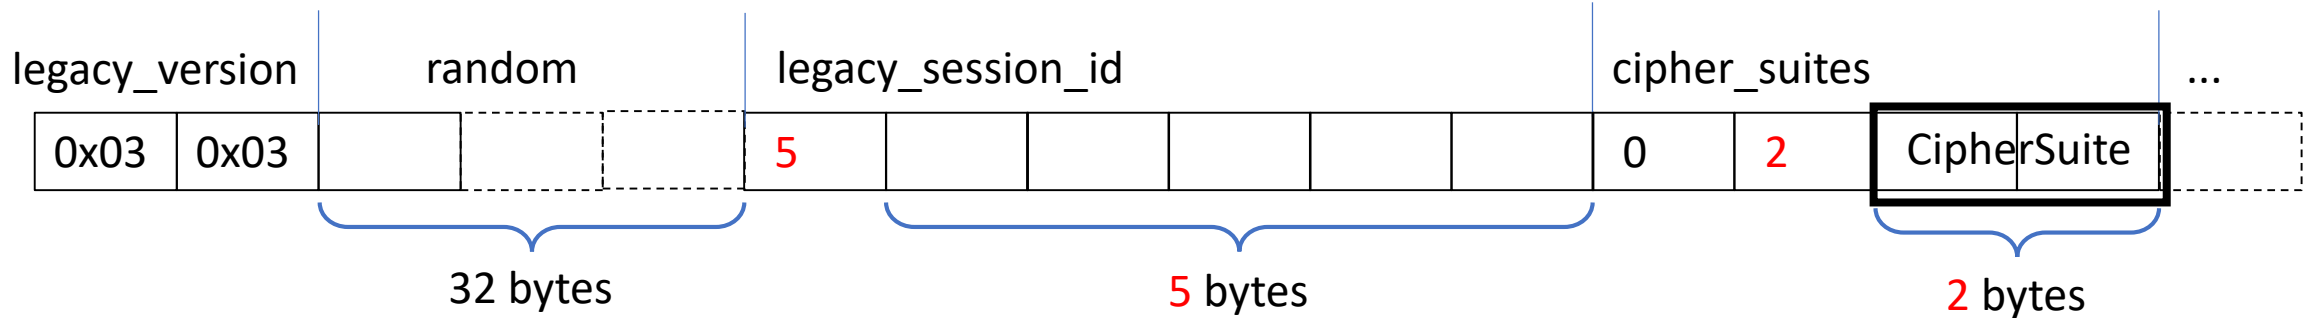 legacy_version random legacy_session_id cipher_suites ...
0x03 0x03 5 0 2 CipherSuite
32 bytes 5 bytes 2 bytes